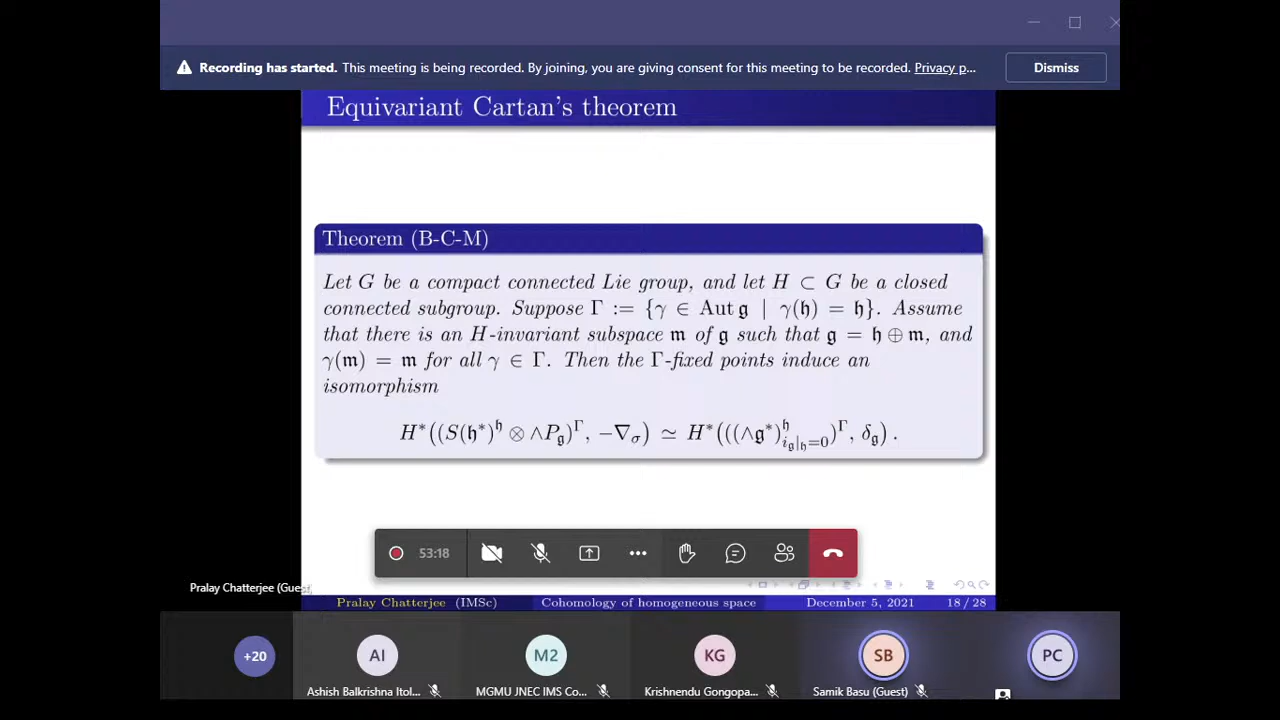 Recording has started. This meeting is being recorded. By joining, you are giving consent for this meeting to be recorded. Privacy p...
Dismiss
Equivariant Cartan's theorem
Theorem (B-C-M)
Let G be a compact connected Lie group, and let H ⊂ G be a closed
connected subgroup. Suppose Γ := {γ ∈ Aut 𝔤 | γ(𝔥) = 𝔥}. Assume
that there is an H-invariant subspace 𝔪 of 𝔤 such that 𝔤 = 𝔥 ⊕ 𝔪, and
γ(𝔪) = 𝔪 for all γ ∈ Γ. Then the Γ-fixed points induce an
isomorphism
H*((S(𝔥*)^𝔥 ⊗ ∧P_𝔤)^Γ, −∇_σ) ≃ H*(((∧𝔤*)^𝔥_{i_𝔤|_𝔥=0})^Γ, δ_𝔤).
53:18
Pralay Chatterjee (Guest)
Pralay Chatterjee (IMSc) Cohomology of homogeneous space December 5, 2021 18 / 28
+20 AI M2 KG SB PC
Ashish Balkrishna Itol... MGMU JNEC IMS Co... Krishnendu Gongopa... Samik Basu (Guest)